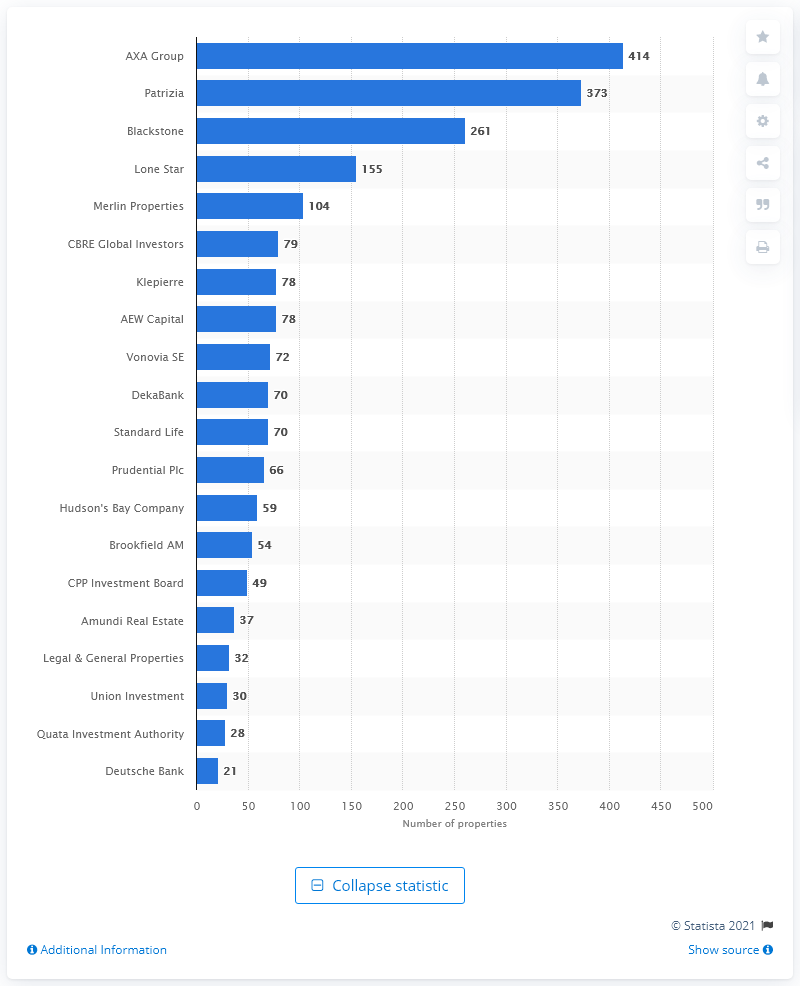 AXA Group 414
Patrizia 373
Blackstone 261
Lone Star 155
Merlin Properties 104
CBRE Global Investors 79
Klepierre 78
AEW Capital 78
Vonovia SE 72
DekaBank 70
Standard Life 70
Prudential Plc 66
Hudson's Bay Company 59
Brookfield AM 54
CPP Investment Board 49
Amundi Real Estate 37
Legal & General Properties 32
Union Investment 30
Quata Investment Authority 28
Deutsche Bank 21
0 50 100 150 200 250 300 350 400 450 500
Number of properties
Collapse statistic
© Statista 2021
Additional Information
Show source